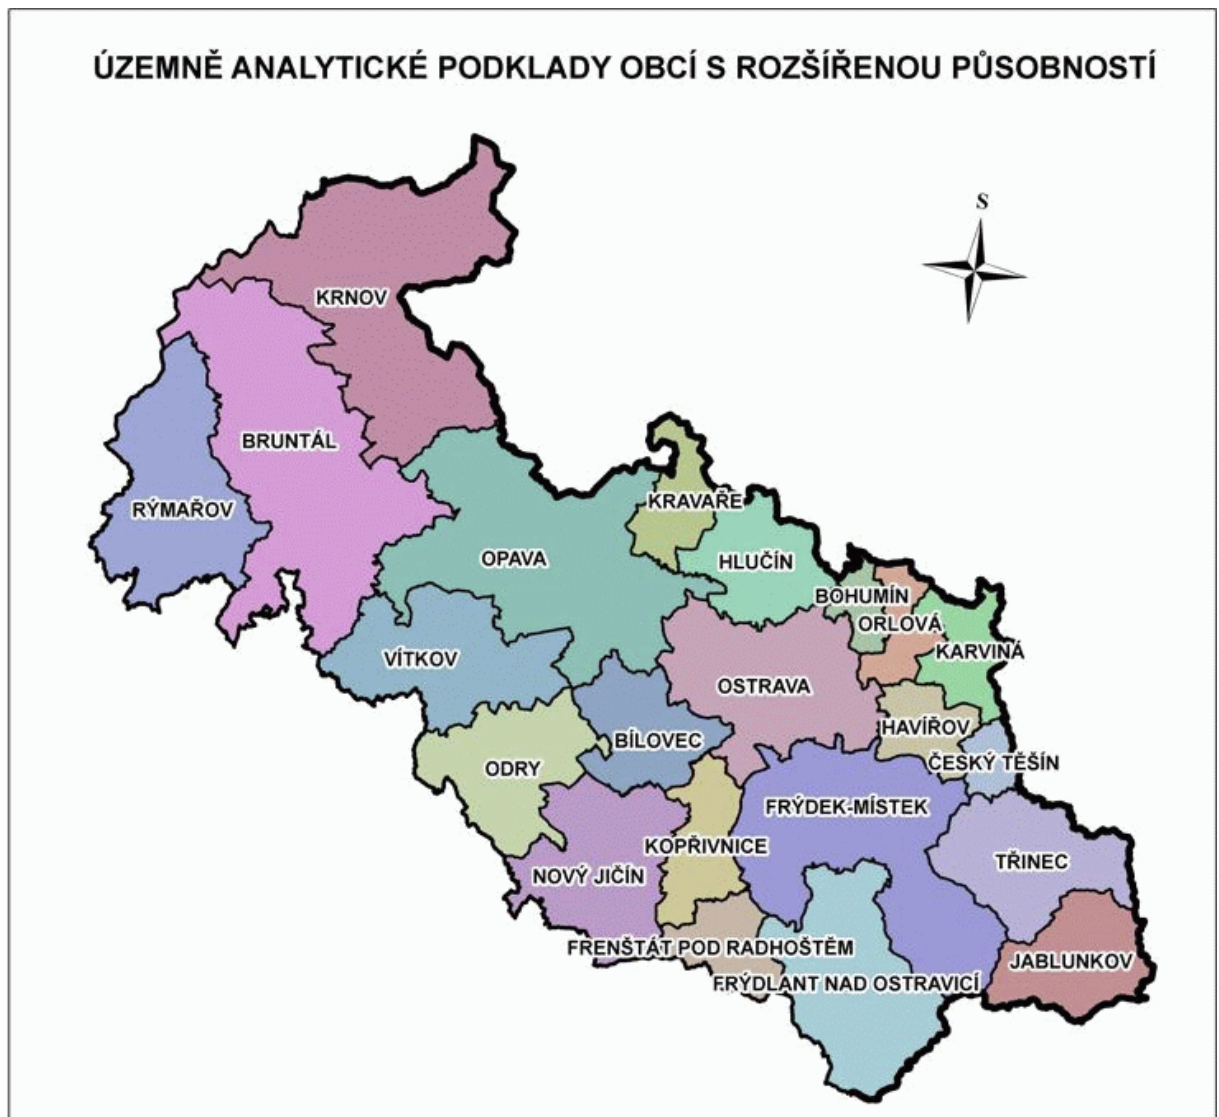 ÚZEMNĚ ANALYTICKÉ PODKLADY OBCÍ S ROZŠÍŘENOU PŮSOBNOSTÍ
S
KRNOV
BRUNTÁL
RÝMAŘOV
KRAVAŘE
OPAVA
HLUČÍN
BOHUMÍN
ORLOVÁ
KARVINÁ
VÍTKOV
OSTRAVA
HAVÍŘOV
BÍLOVEC
ČESKÝ TĚŠÍN
ODRY
FRÝDEK-MÍSTEK
KOPŘIVNICE
TŘINEC
NOVÝ JIČÍN
FRENŠTÁT POD RADHOŠTĚM
JABLUNKOV
FRÝDLANT NAD OSTRAVICÍ